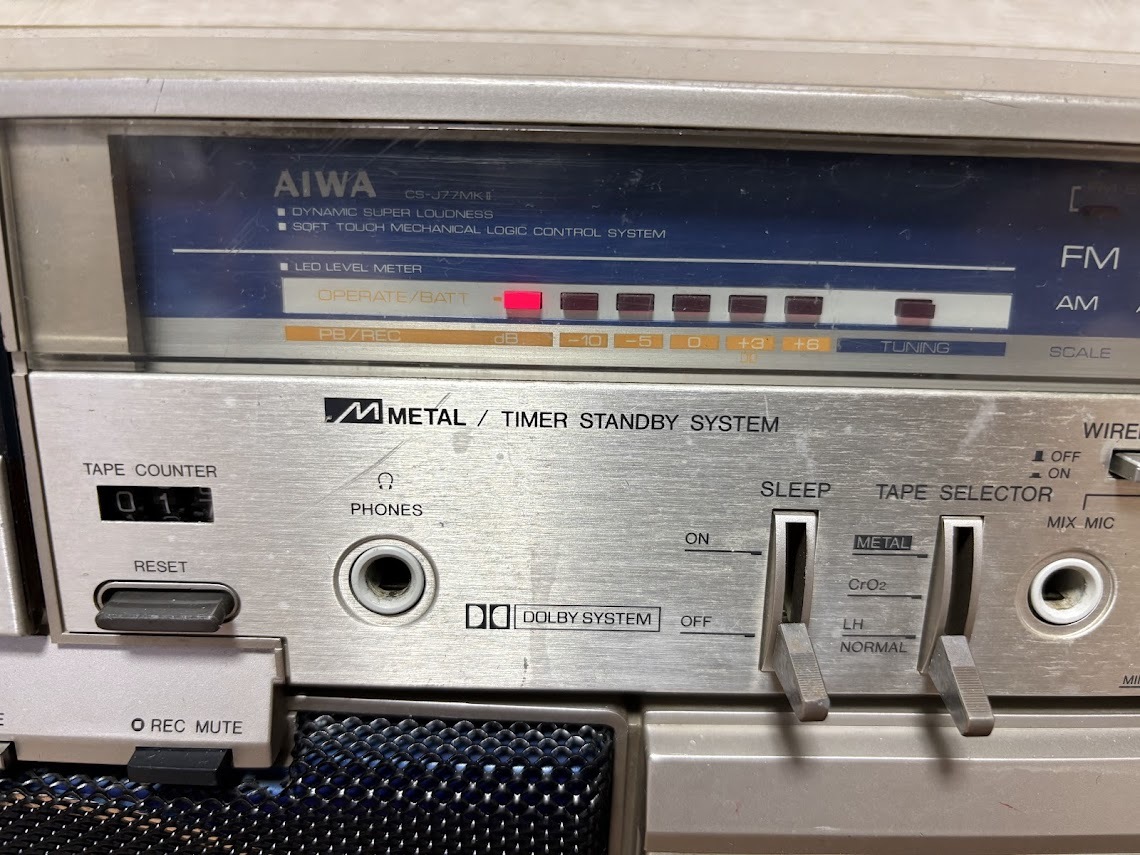 AIWA CS-J77MKII
■ DYNAMIC SUPER LOUDNESS
■ SOFT TOUCH MECHANICAL LOGIC CONTROL SYSTEM
■ LED LEVEL METER
OPERATE/BATT
PB/REC dB -10 -5 0 +3 +6 TUNING
FM
AM
SCALE
METAL / TIMER STANDBY SYSTEM
TAPE COUNTER
0 1
RESET
PHONES
DOLBY SYSTEM
SLEEP
ON
OFF
TAPE SELECTOR
METAL
CrO2
LH
NORMAL
OFF
ON
MIX MIC
REC MUTE